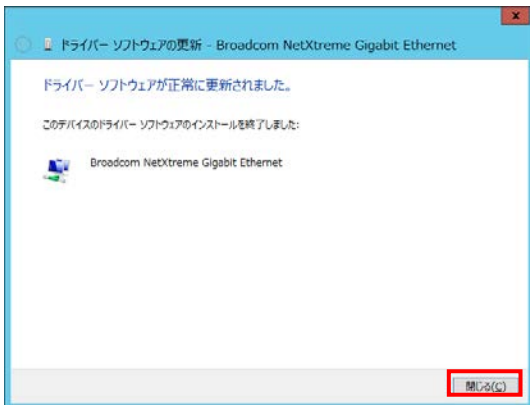 ドライバー ソフトウェアの更新 - Broadcom NetXtreme Gigabit Ethernet
ドライバー ソフトウェアが正常に更新されました。
このデバイスのドライバー ソフトウェアのインストールを終了しました:
Broadcom NetXtreme Gigabit Ethernet
閉じる(C)